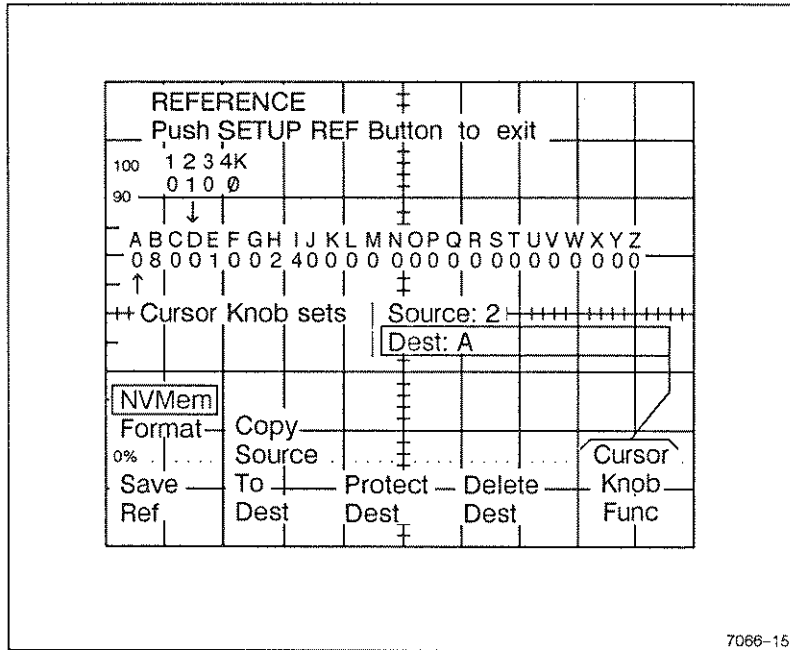 REFERENCE
Push SETUP REF Button to exit
100 1 2 3 4K
0 1 0 0
90
↓
A B C D E F G H I J K L M N O P Q R S T U V W X Y Z
0 8 0 0 1 0 0 2 4 0 0 0 0 0 0 0 0 0 0 0 0 0 0 0 0 0
↑
Cursor Knob sets Source: 2
Dest: A
NVMem
Format Copy
0% Source Cursor
Save To Protect Delete Knob
Ref Dest Dest Dest Func
7066-15